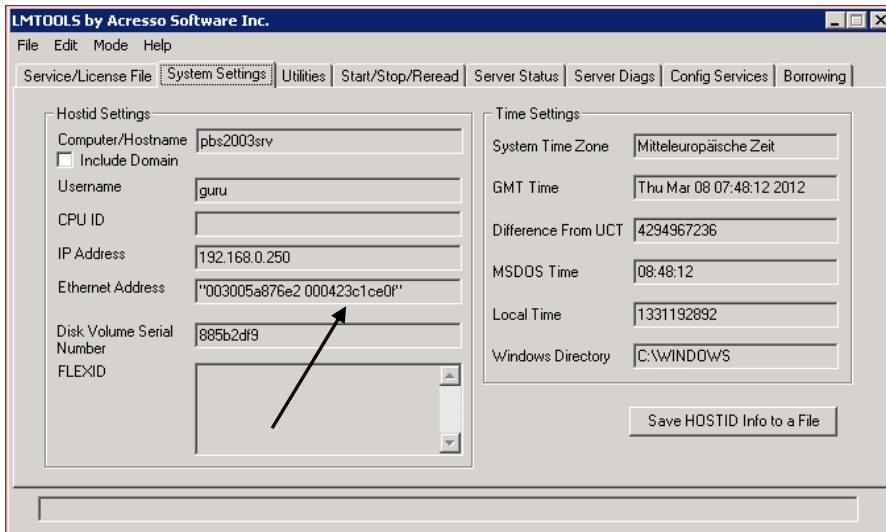 LMTOOLS by Acresso Software Inc.
File Edit Mode Help
Service/License File System Settings Utilities Start/Stop/Reread Server Status Server Diags Config Services Borrowing
Hostid Settings
Computer/Hostname pbs2003srv
Include Domain
Username guru
CPU ID
IP Address 192.168.0.250
Ethernet Address "003005a876e2 000423c1ce0f"
Disk Volume Serial
Number 885b2df9
FLEXID
Time Settings
System Time Zone Mitteleuropäische Zeit
GMT Time Thu Mar 08 07:48:12 2012
Difference From UCT 4294967236
MSDOS Time 08:48:12
Local Time 1331192892
Windows Directory C:\WINDOWS
Save HOSTID Info to a File